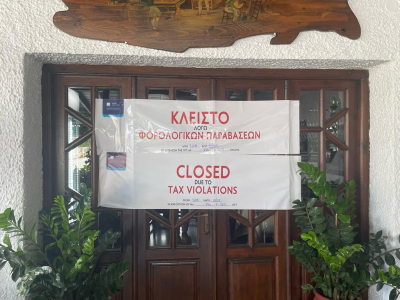 ΚΛΕΙΣΤΟ
ΛΟΓΩ
ΦΟΡΟΛΟΓΙΚΩΝ ΠΑΡΑΒΑΣΕΩΝ
CLOSED
DUE TO
TAX VIOLATIONS